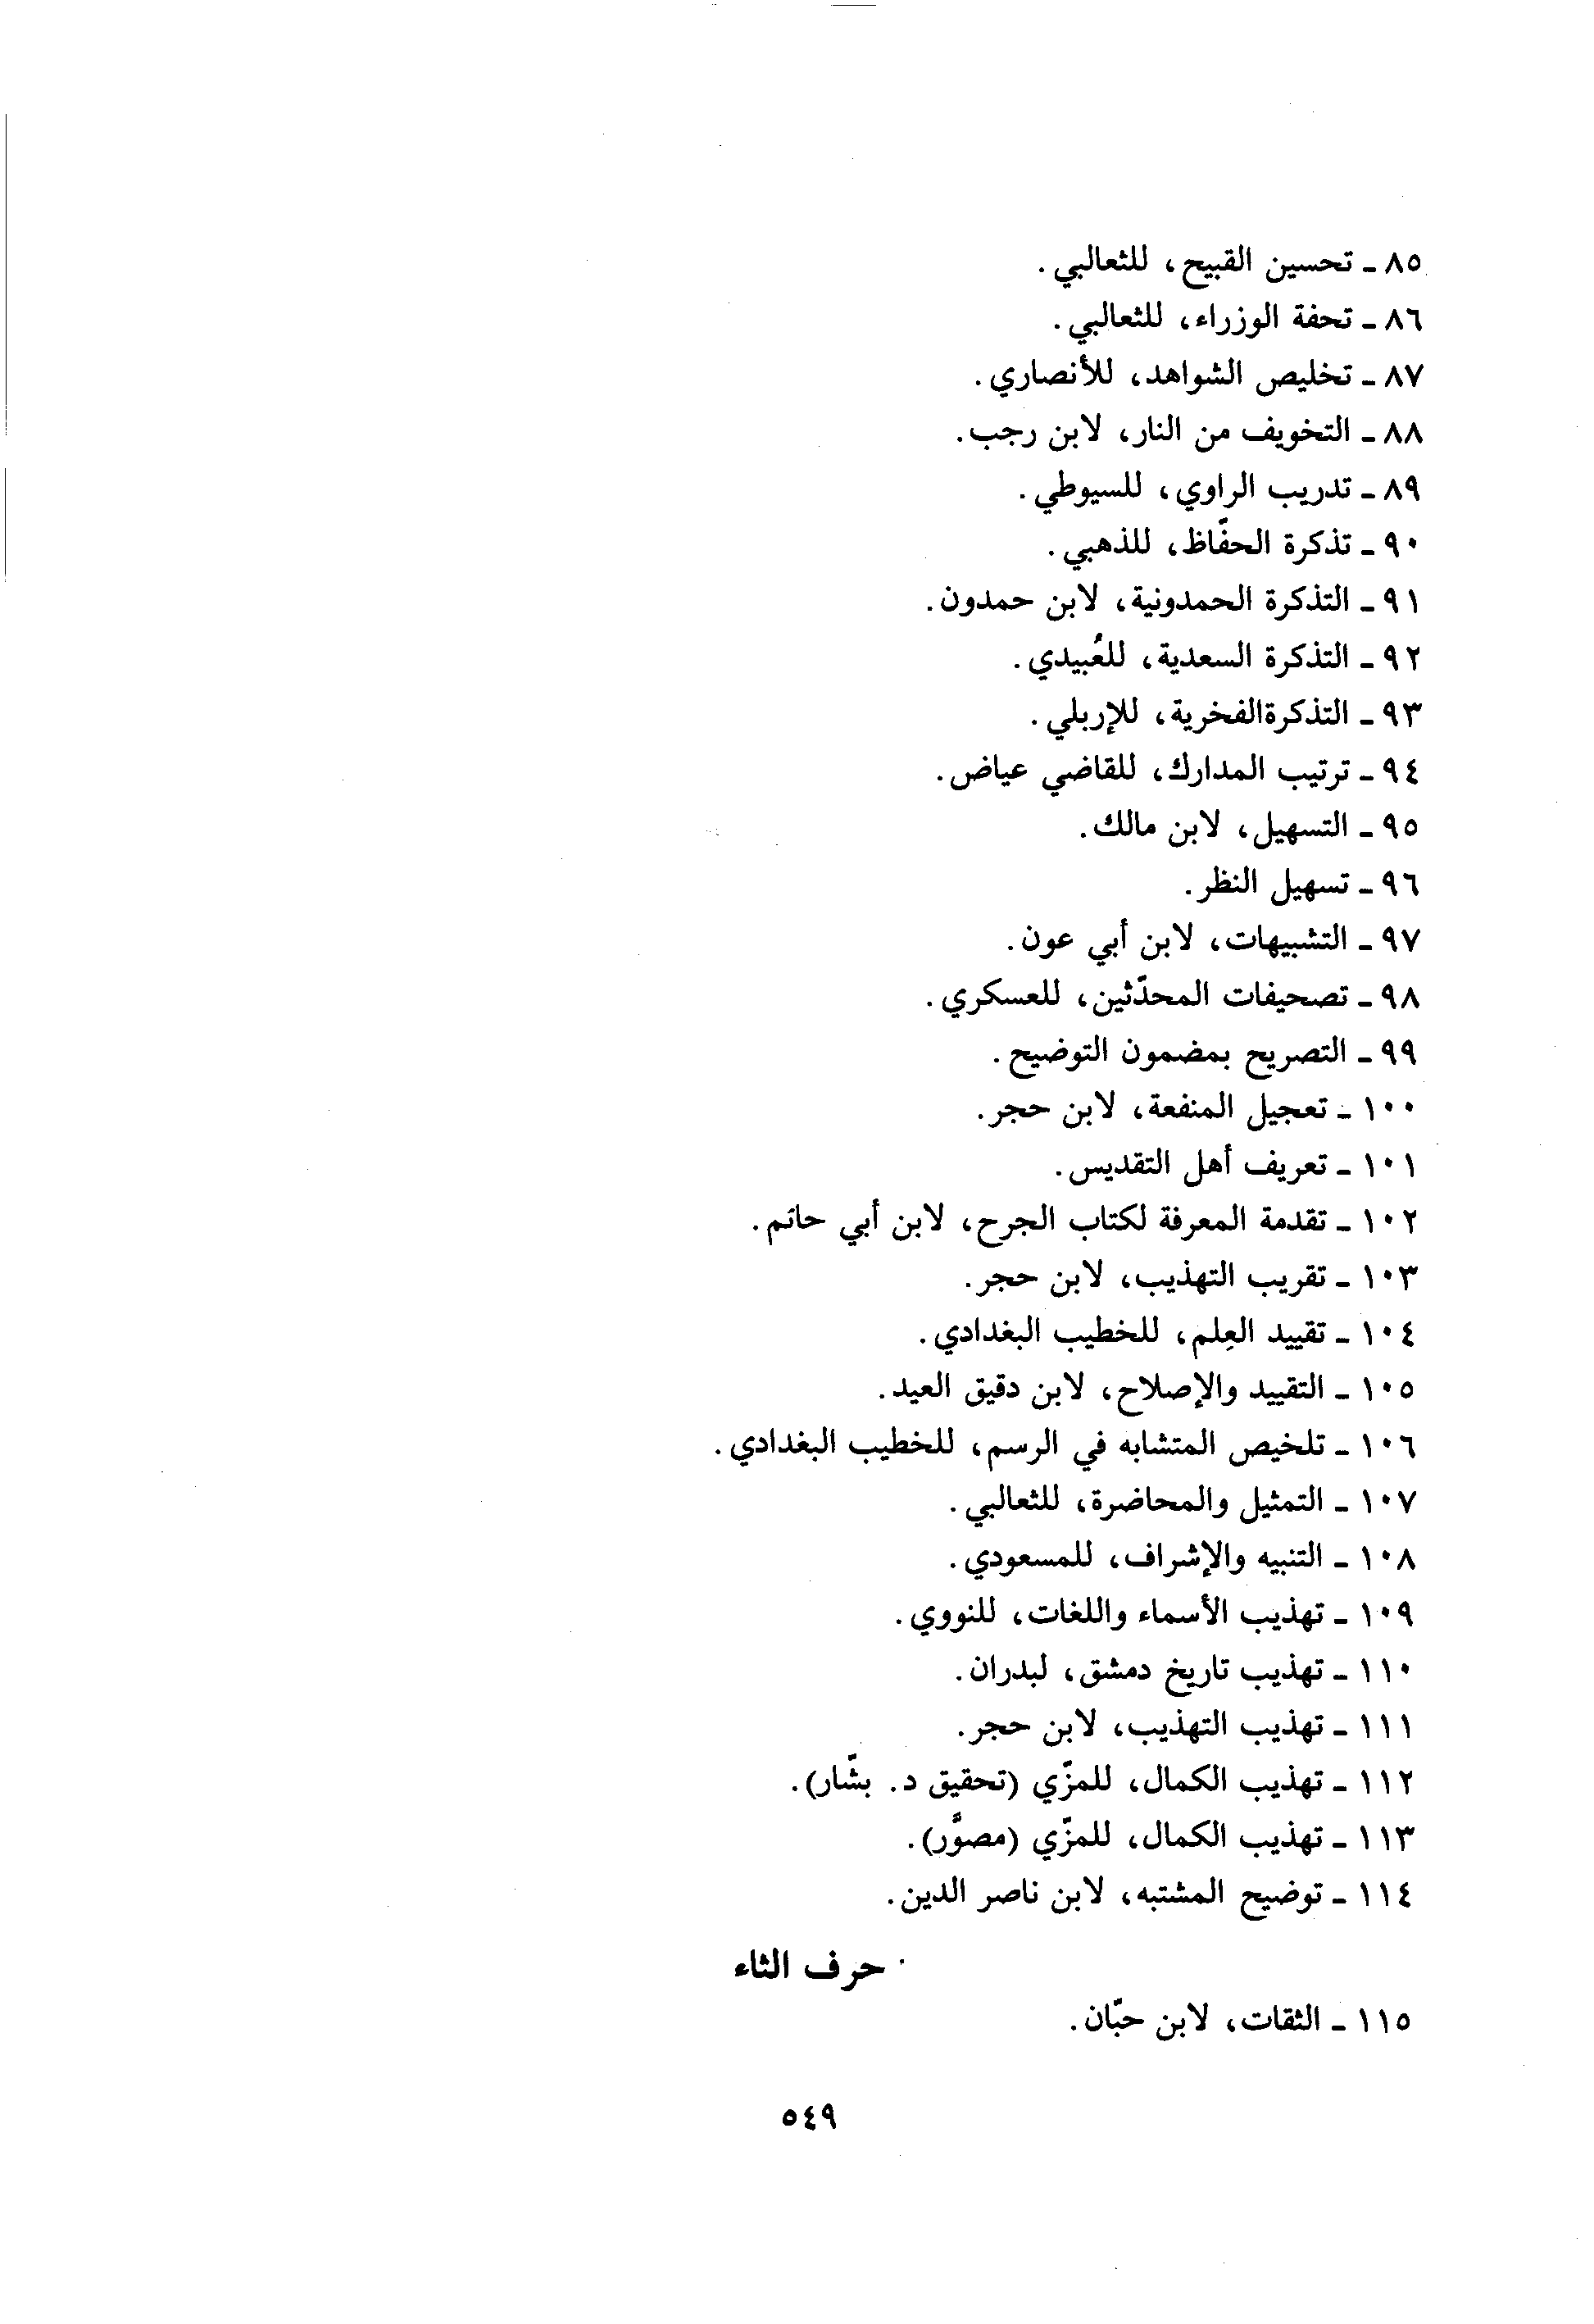 ٨٥ ـ تحسين القبيح، للثعالبي.
٨٦ ـ تحفة الوزراء، للثعالبي.
٨٧ ـ تخليص الشواهد، للأنصاري.
٨٨ ـ التخويف من النار، لابن رجب.
٨٩ ـ تدريب الراوي، للسيوطي.
٩٠ ـ تذكرة الحفّاظ، للذهبي.
٩١ ـ التذكرة الحمدونية، لابن حمدون.
٩٢ ـ التذكرة السعدية، للعُبيدي.
٩٣ ـ التذكرةالفخرية، للإربلي.
٩٤ ـ ترتيب المدارك، للقاضي عياض.
٩٥ ـ التسهيل، لابن مالك.
٩٦ ـ تسهيل النظر.
٩٧ ـ التشبيهات، لابن أبي عون.
٩٨ ـ تصحيفات المحدّثين، للعسكري.
٩٩ ـ التصريح بمضمون التوضيح.
١٠٠ ـ تعجيل المنفعة، لابن حجر.
١٠١ ـ تعريف أهل التقديس.
١٠٢ ـ تقدمة المعرفة لكتاب الجرح، لابن أبي حاتم.
١٠٣ ـ تقريب التهذيب، لابن حجر.
١٠٤ ـ تقييد العِلم، للخطيب البغدادي.
١٠٥ ـ التقييد والإصلاح، لابن دقيق العيد.
١٠٦ ـ تلخيص المتشابه في الرسم، للخطيب البغدادي.
١٠٧ ـ التمثيل والمحاضرة، للثعالبي.
١٠٨ ـ التنبيه والإشراف، للمسعودي.
١٠٩ ـ تهذيب الأسماء واللغات، للنووي.
١١٠ ـ تهذيب تاريخ دمشق، لبدران.
١١١ ـ تهذيب التهذيب، لابن حجر.
١١٢ ـ تهذيب الكمال، للمزّي (تحقيق د. بشّار).
١١٣ ـ تهذيب الكمال، للمزّي (مصوَّر).
١١٤ ـ توضيح المشتبه، لابن ناصر الدين.
حرف الثاء
١١٥ ـ الثقات، لابن حبّان.
٥٤٩